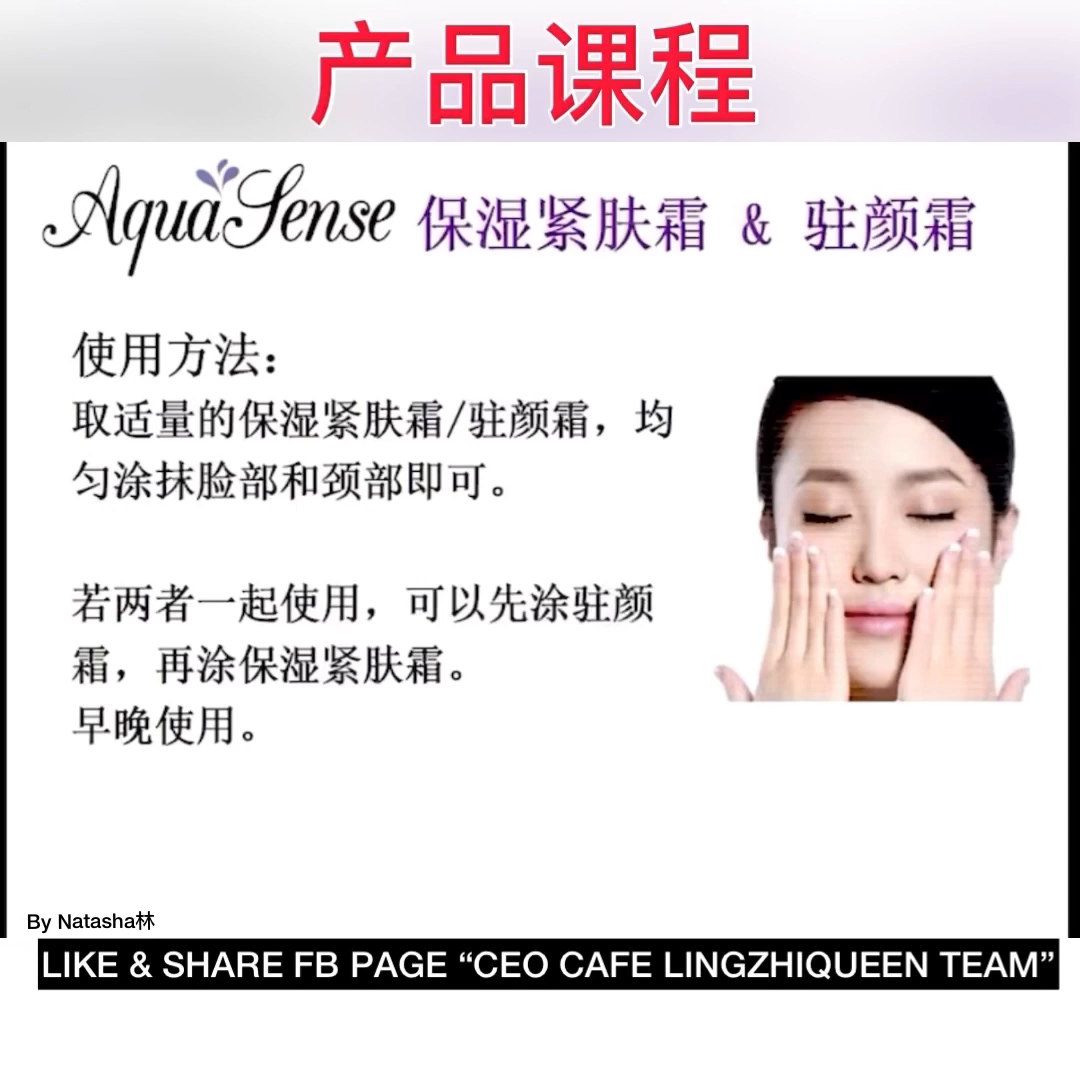 产品课程
AquaSense 保湿紧肤霜 & 驻颜霜
使用方法：
取适量的保湿紧肤霜/驻颜霜，均
匀涂抹脸部和颈部即可。
若两者一起使用，可以先涂驻颜
霜，再涂保湿紧肤霜。
早晚使用。
By Natasha林
LIKE & SHARE FB PAGE “CEO CAFE LINGZHIQUEEN TEAM”